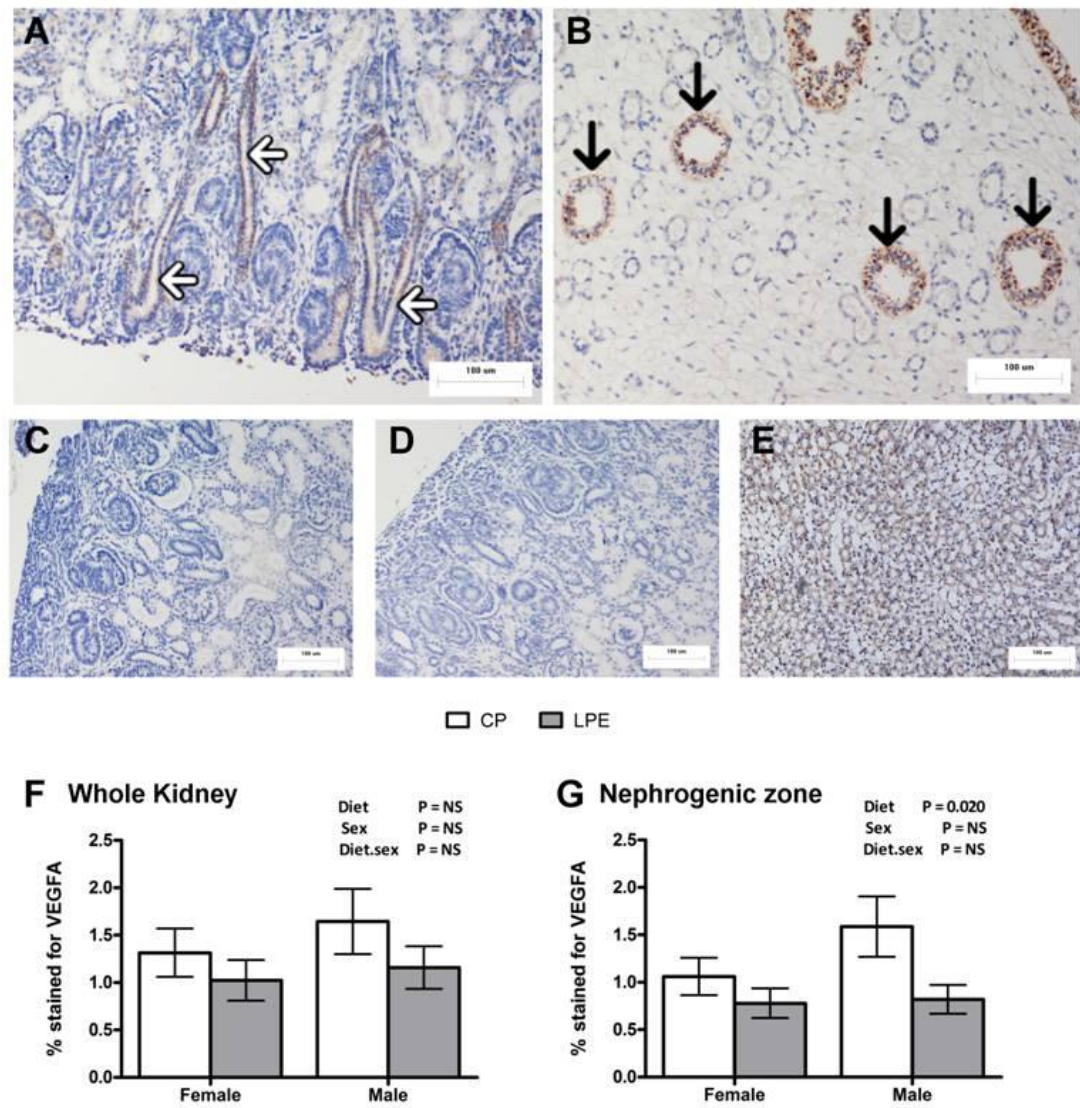 A
B
100 um
100 um
C
D
E
100 um
100 um
100 um
CP LPE
F Whole Kidney
Diet P = NS
Sex P = NS
Diet.sex P = NS
% stained for VEGFA
2.5
2.0
1.5
1.0
0.5
0.0
Female Male
G Nephrogenic zone
Diet P = 0.020
Sex P = NS
Diet.sex P = NS
% stained for VEGFA
2.5
2.0
1.5
1.0
0.5
0.0
Female Male